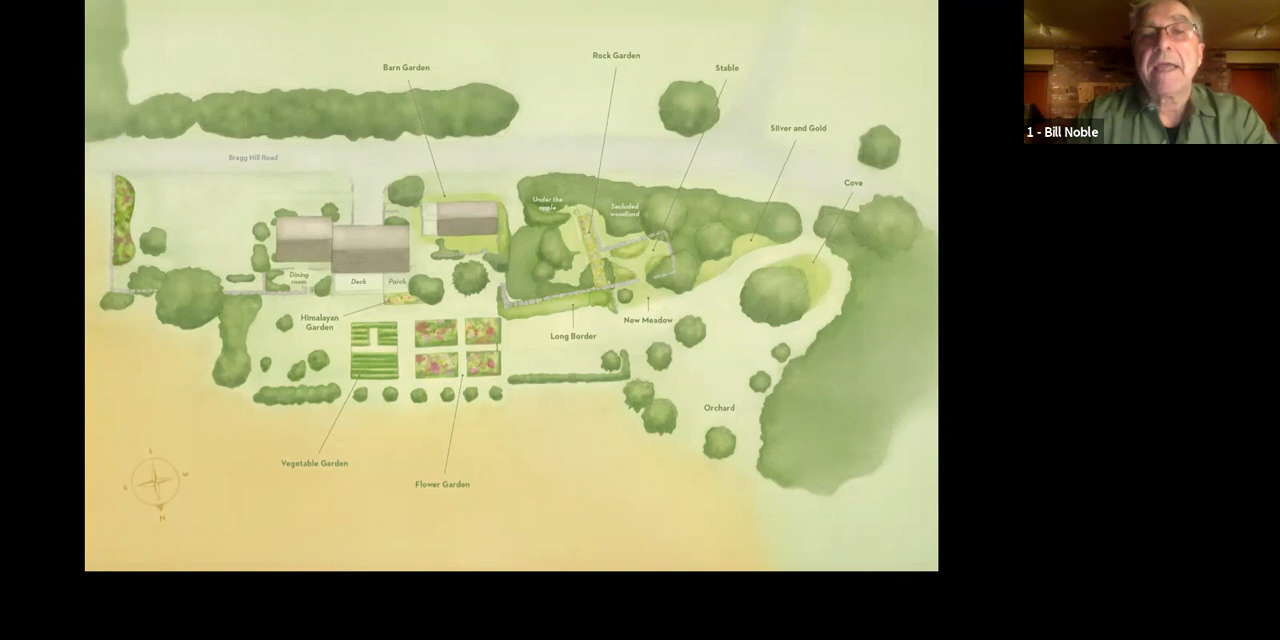 Rock Garden
Barn Garden
Stable
Silver and Gold
Bragg Hill Road
Cove
Under the
apple
Secluded
woodland
Dining
room
Deck
Porch
Himalayan
Garden
New Meadow
Long Border
Orchard
Vegetable Garden
Flower Garden
S
E
W
N
1 - Bill Noble